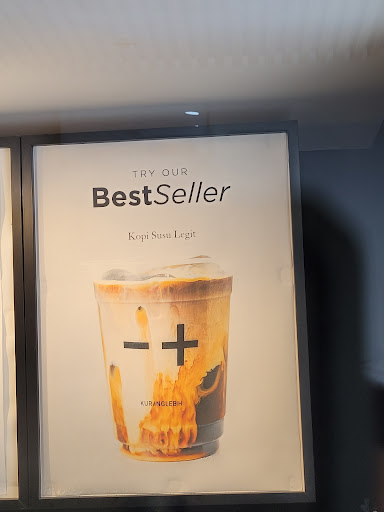 TRY OUR
BestSeller
Kopi Susu Legit
-+
KURANGLEBIH